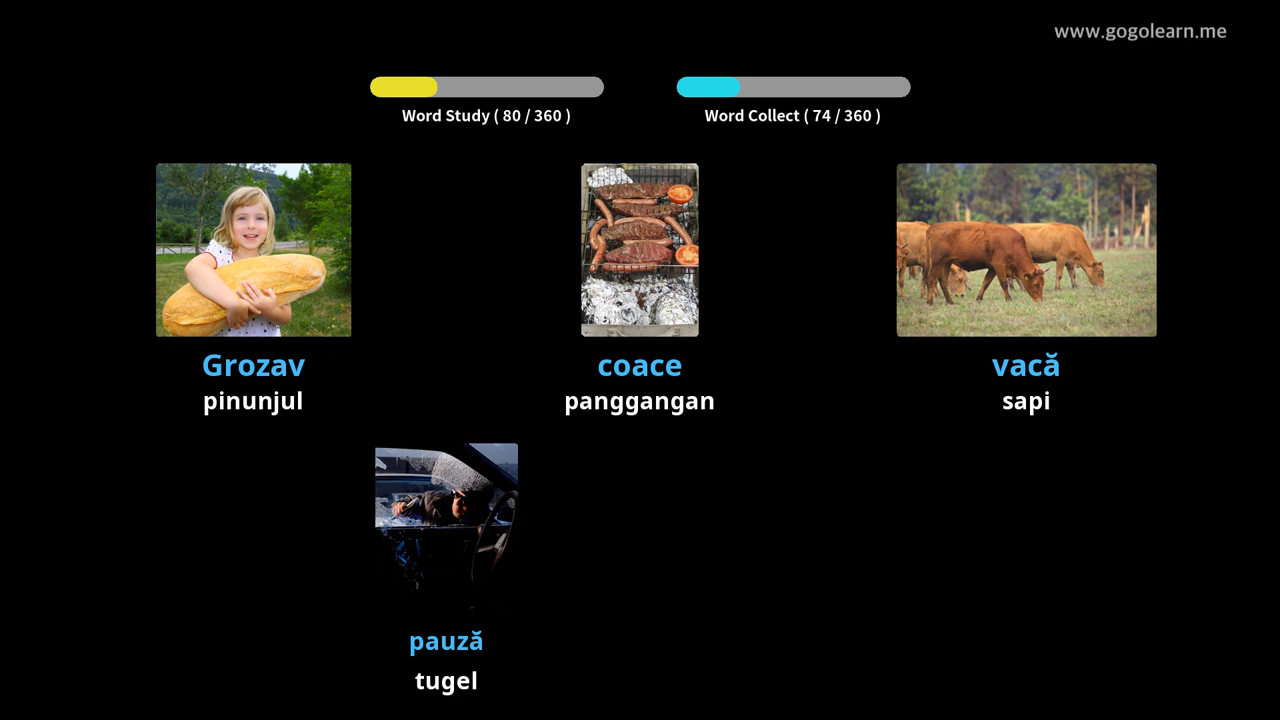 www.gogolearn.me
Word Study ( 80 / 360 )
Word Collect ( 74 / 360 )
Grozav
pinunjul
coace
panggangan
vacă
sapi
pauză
tugel